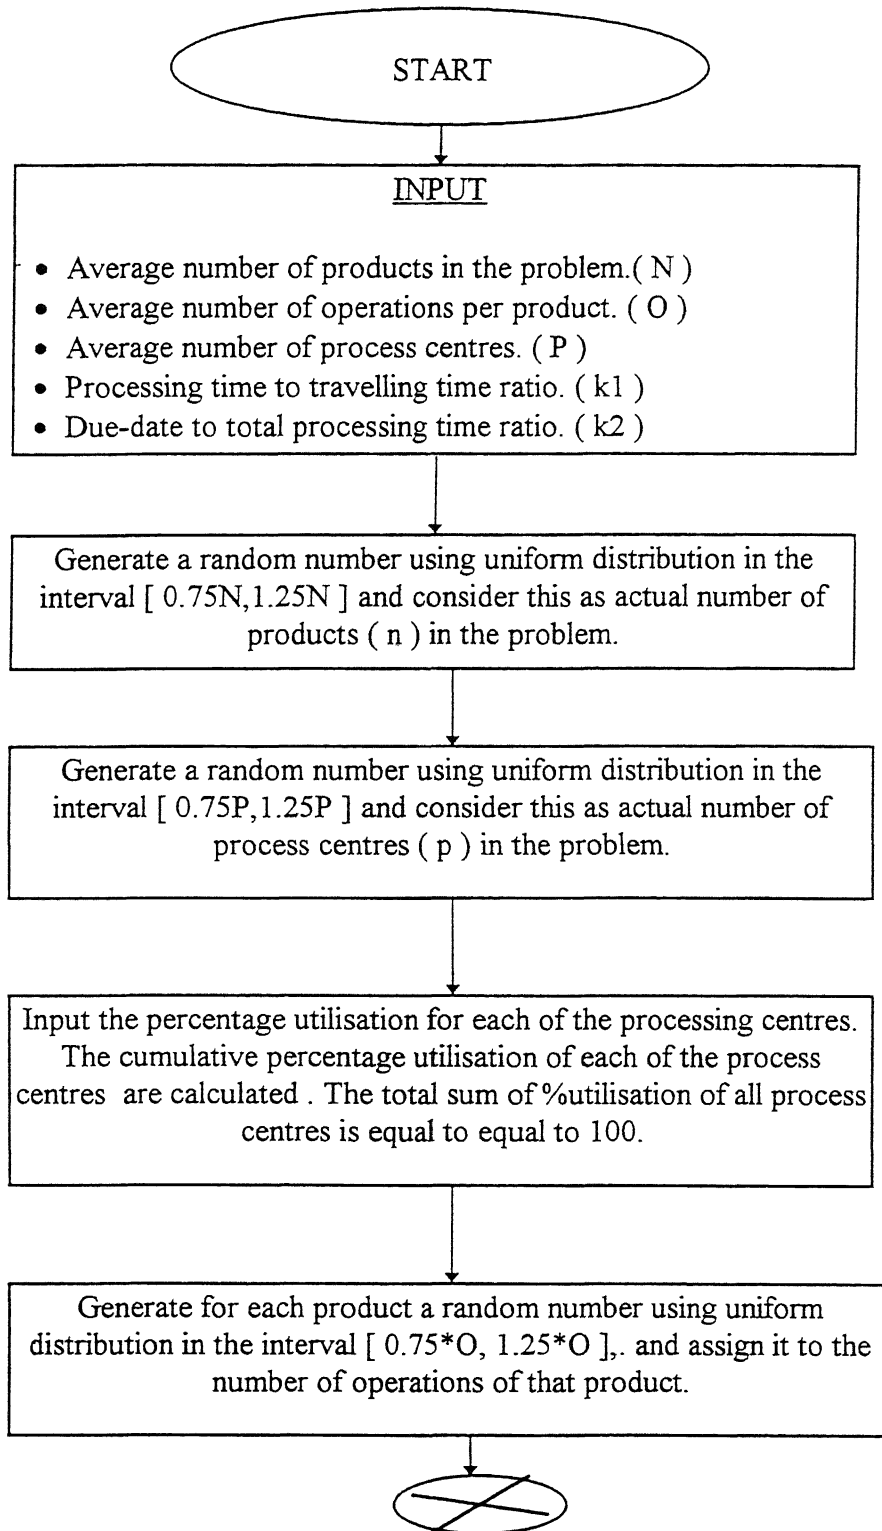 START
INPUT
• Average number of products in the problem.( N )
• Average number of operations per product. ( O )
• Average number of process centres. ( P )
• Processing time to travelling time ratio. ( k1 )
• Due-date to total processing time ratio. ( k2 )
Generate a random number using uniform distribution in the
interval [ 0.75N,1.25N ] and consider this as actual number of
products ( n ) in the problem.
Generate a random number using uniform distribution in the
interval [ 0.75P,1.25P ] and consider this as actual number of
process centres ( p ) in the problem.
Input the percentage utilisation for each of the processing centres.
The cumulative percentage utilisation of each of the process
centres  are calculated . The total sum of %utilisation of all process
centres is equal to equal to 100.
Generate for each product a random number using uniform
distribution in the interval [ 0.75*O, 1.25*O ],. and assign it to the
number of operations of that product.